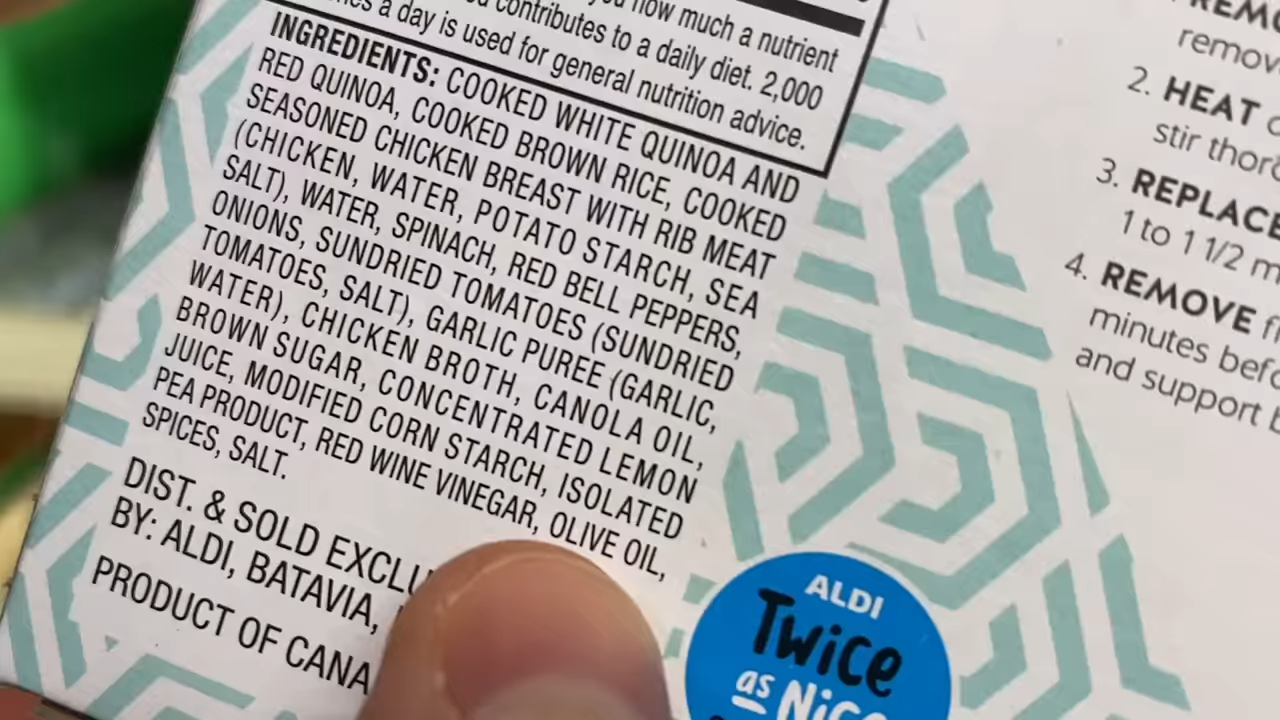 how much a nutrient
contributes to a daily diet. 2,000
a day is used for general nutrition advice.
INGREDIENTS: COOKED WHITE QUINOA AND
RED QUINOA, COOKED BROWN RICE, COOKED
SEASONED CHICKEN BREAST WITH RIB MEAT
(CHICKEN, WATER, POTATO STARCH, SEA
SALT), WATER, SPINACH, RED BELL PEPPERS,
ONIONS, SUNDRIED TOMATOES (SUNDRIED
TOMATOES, SALT), GARLIC PUREE (GARLIC,
WATER), CHICKEN BROTH, CANOLA OIL,
BROWN SUGAR, CONCENTRATED LEMON
JUICE, MODIFIED CORN STARCH, ISOLATED
PEA PRODUCT, RED WINE VINEGAR, OLIVE OIL,
SPICES, SALT.
DIST. & SOLD EXCLU
BY: ALDI, BATAVIA,
PRODUCT OF CANA
REMO
remov
2. HEAT
stir thoro
3. REPLACE
1 to 1 1/2 m
4. REMOVE f
minutes befo
and support b
ALDI
Twice
as Nice